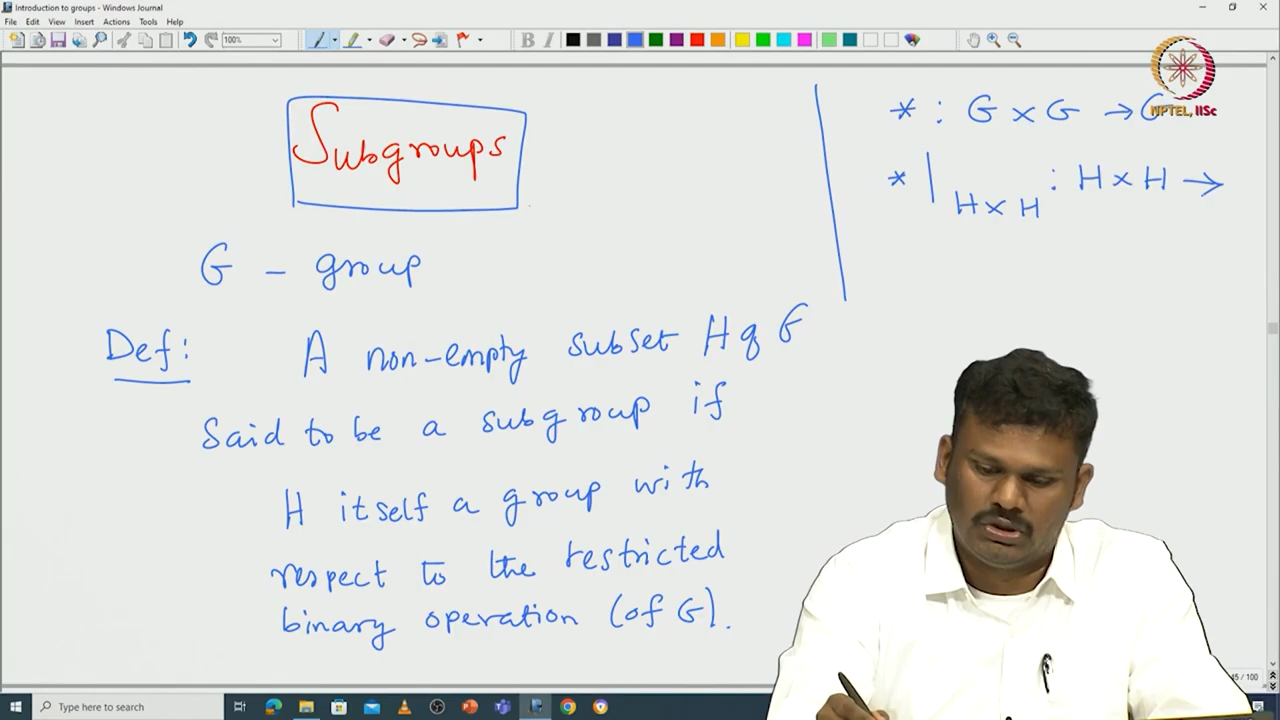 Introduction to groups - Windows Journal
File Edit View Insert Actions Tools Help
100%
B I
NPTEL, IISc
Subgroups
* : G x G → G
* | H x H : H x H →
G - group
Def: A non-empty subset H of G
said to be a subgroup if
H itself a group with
respect to the restricted
binary operation (of G).
45 / 100
Type here to search